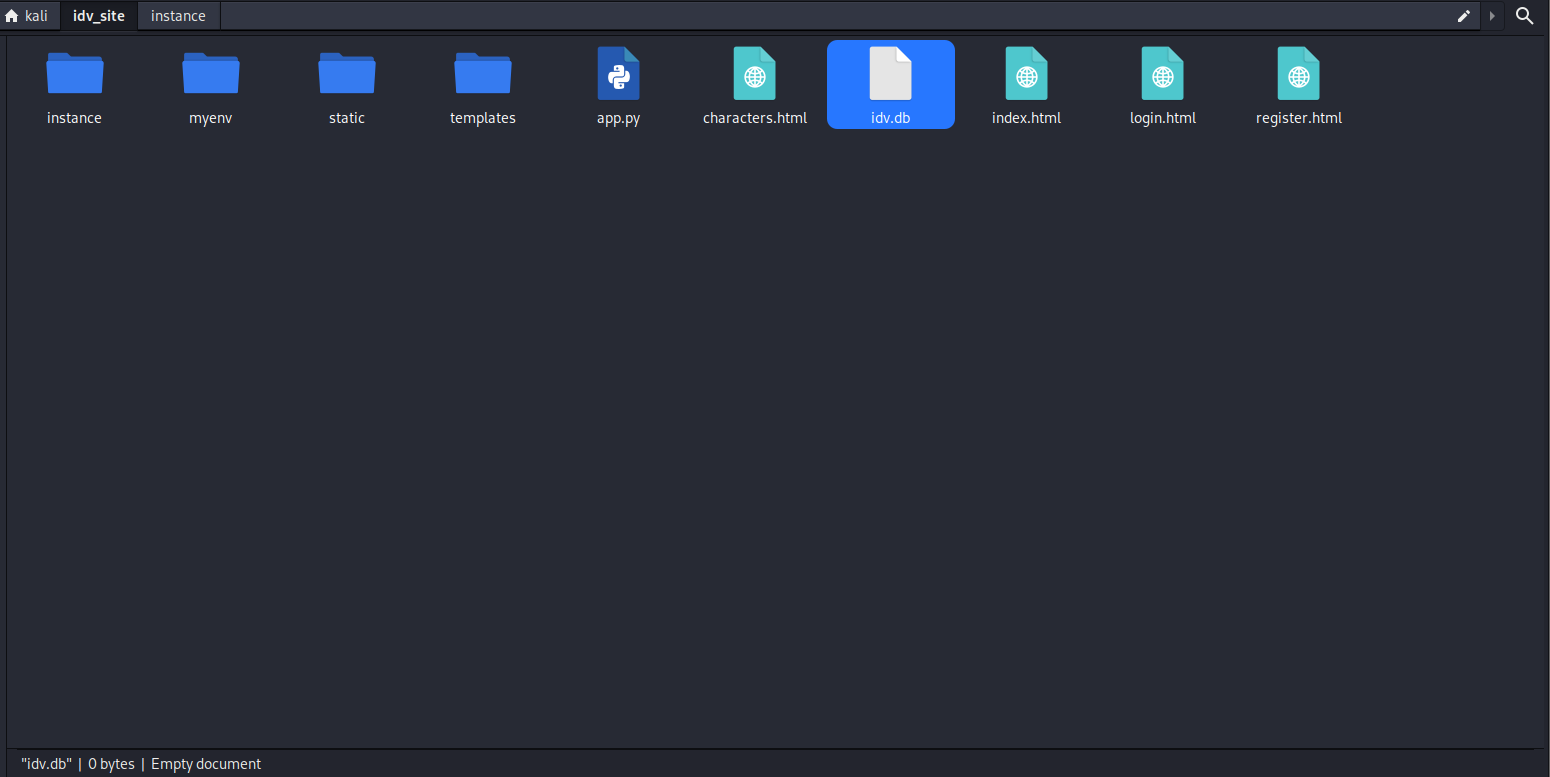 kali idv_site instance
instance myenv static templates app.py characters.html idv.db index.html login.html register.html
"idv.db" | 0 bytes | Empty document